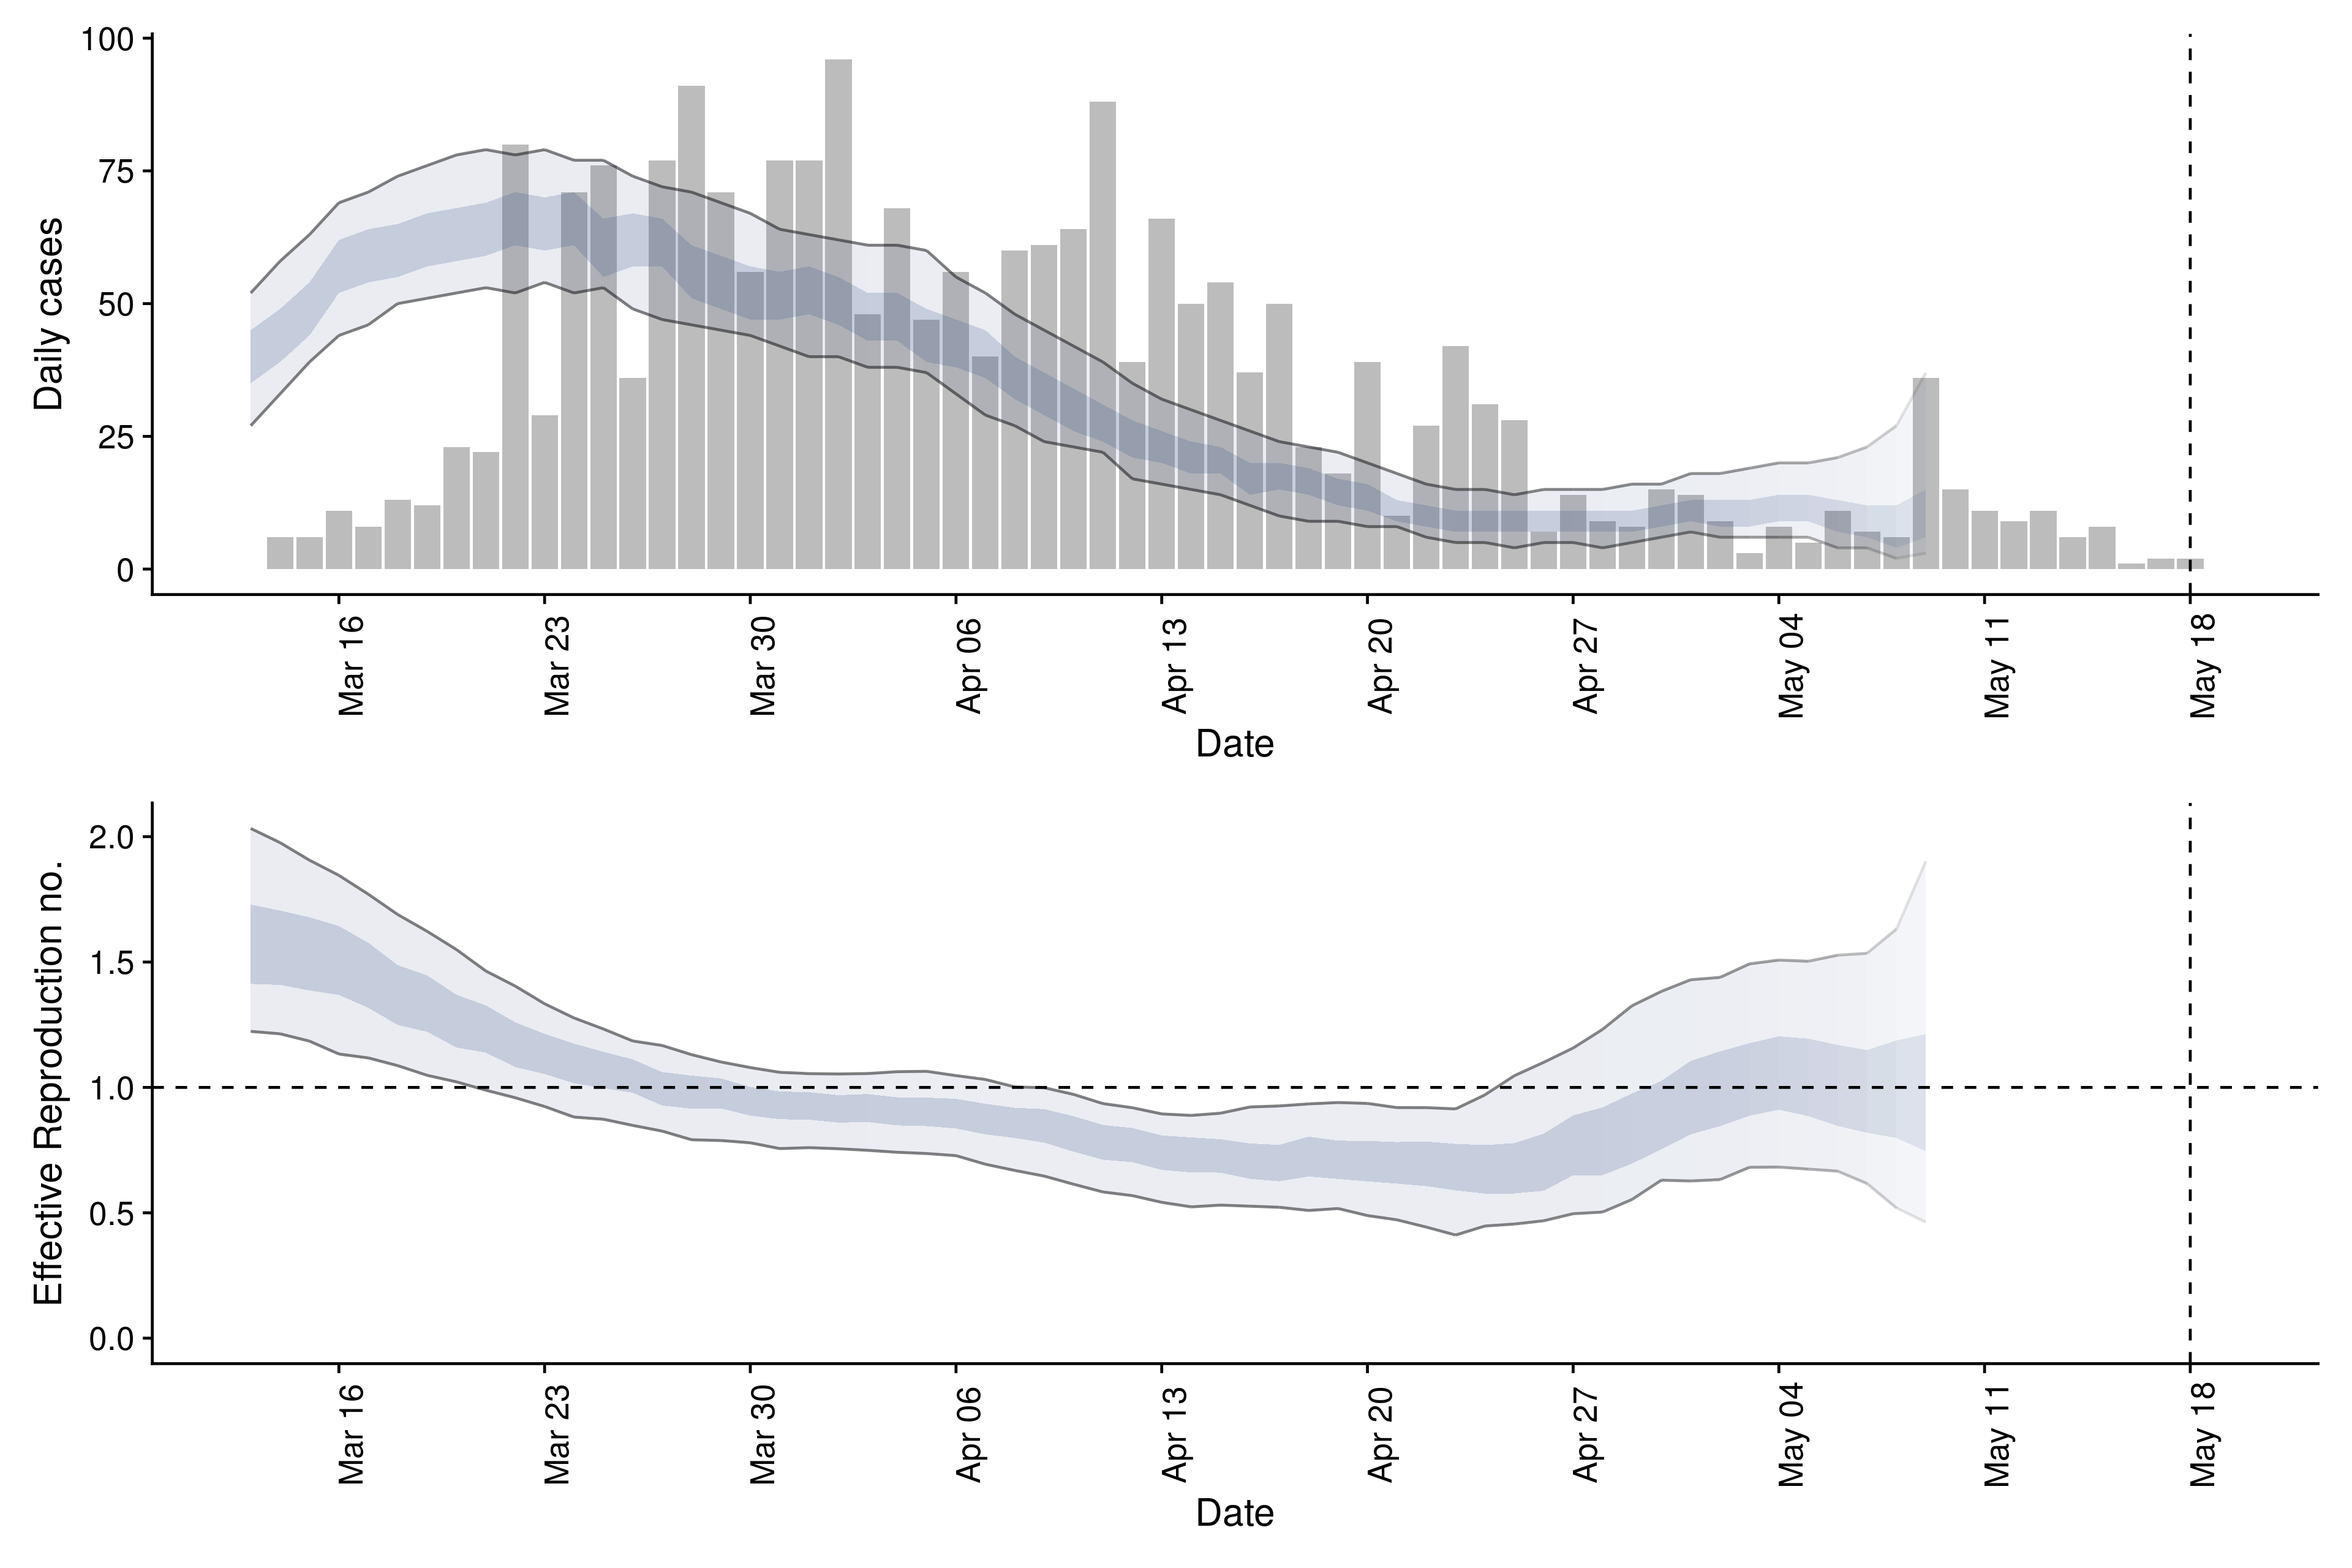 Daily cases
100
75
50
25
0
Mar 16
Mar 23
Mar 30
Apr 06
Apr 13
Apr 20
Apr 27
May 04
May 11
May 18
Date
Effective Reproduction no.
2.0
1.5
1.0
0.5
0.0
Mar 16
Mar 23
Mar 30
Apr 06
Apr 13
Apr 20
Apr 27
May 04
May 11
May 18
Date